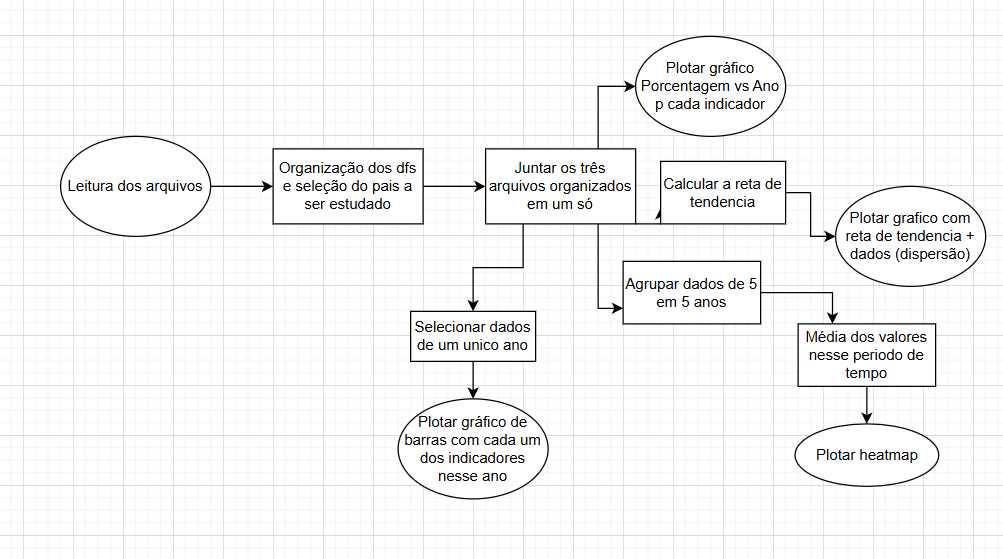 Leitura dos arquivos
Organização dos dfs
e seleção do pais a
ser estudado
Juntar os três
arquivos organizados
em um só
Plotar gráfico
Porcentagem vs Ano
p cada indicador
Calcular a reta de
tendencia
Plotar grafico com
reta de tendencia +
dados (dispersão)
Agrupar dados de 5
em 5 anos
Média dos valores
nesse periodo de
tempo
Plotar heatmap
Selecionar dados
de um unico ano
Plotar gráfico de
barras com cada um
dos indicadores
nesse ano